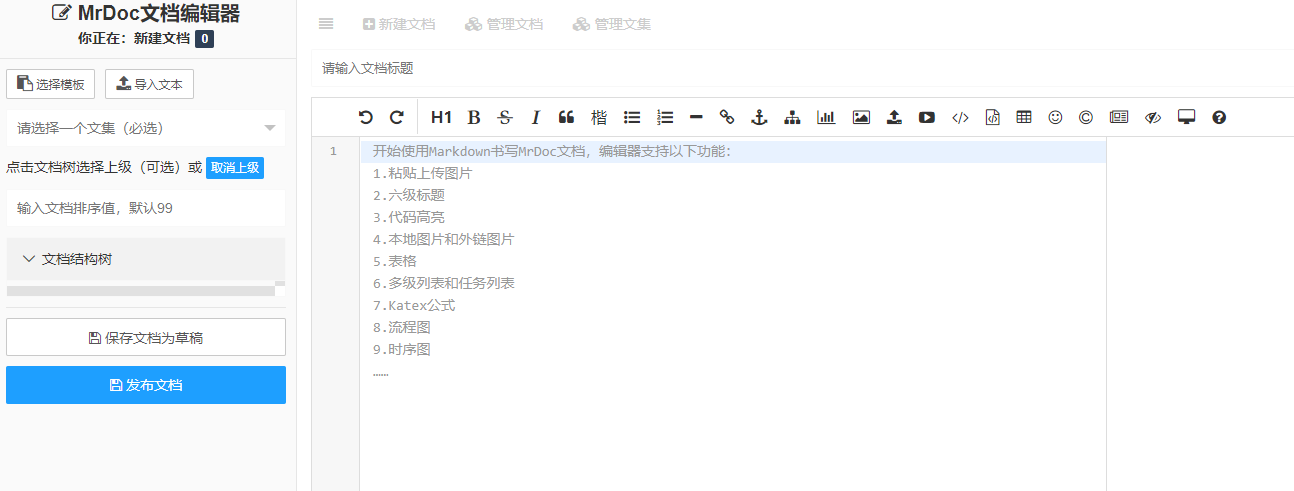 MrDoc文档编辑器
你正在：新建文档 0
选择模板 导入文本
请选择一个文集（必选）
点击文档树选择上级（可选）或 取消上级
输入文档排序值，默认99
文档结构树
保存文档为草稿
发布文档
新建文档 管理文档 管理文集
请输入文档标题
H1 B S I 楷
1 开始使用Markdown书写MrDoc文档，编辑器支持以下功能：
1.粘贴上传图片
2.六级标题
3.代码高亮
4.本地图片和外链图片
5.表格
6.多级列表和任务列表
7.Katex公式
8.流程图
9.时序图
……